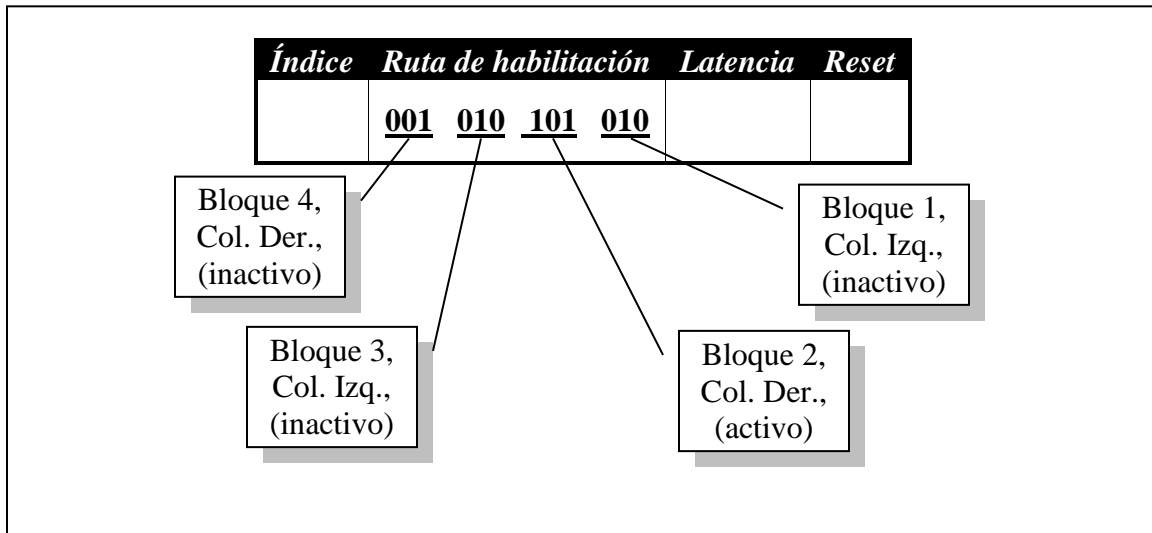 Índice Ruta de habilitación Latencia Reset
001 010 101 010
Bloque 4,
Col. Der.,
(inactivo)
Bloque 1,
Col. Izq.,
(inactivo)
Bloque 3,
Col. Izq.,
(inactivo)
Bloque 2,
Col. Der.,
(activo)